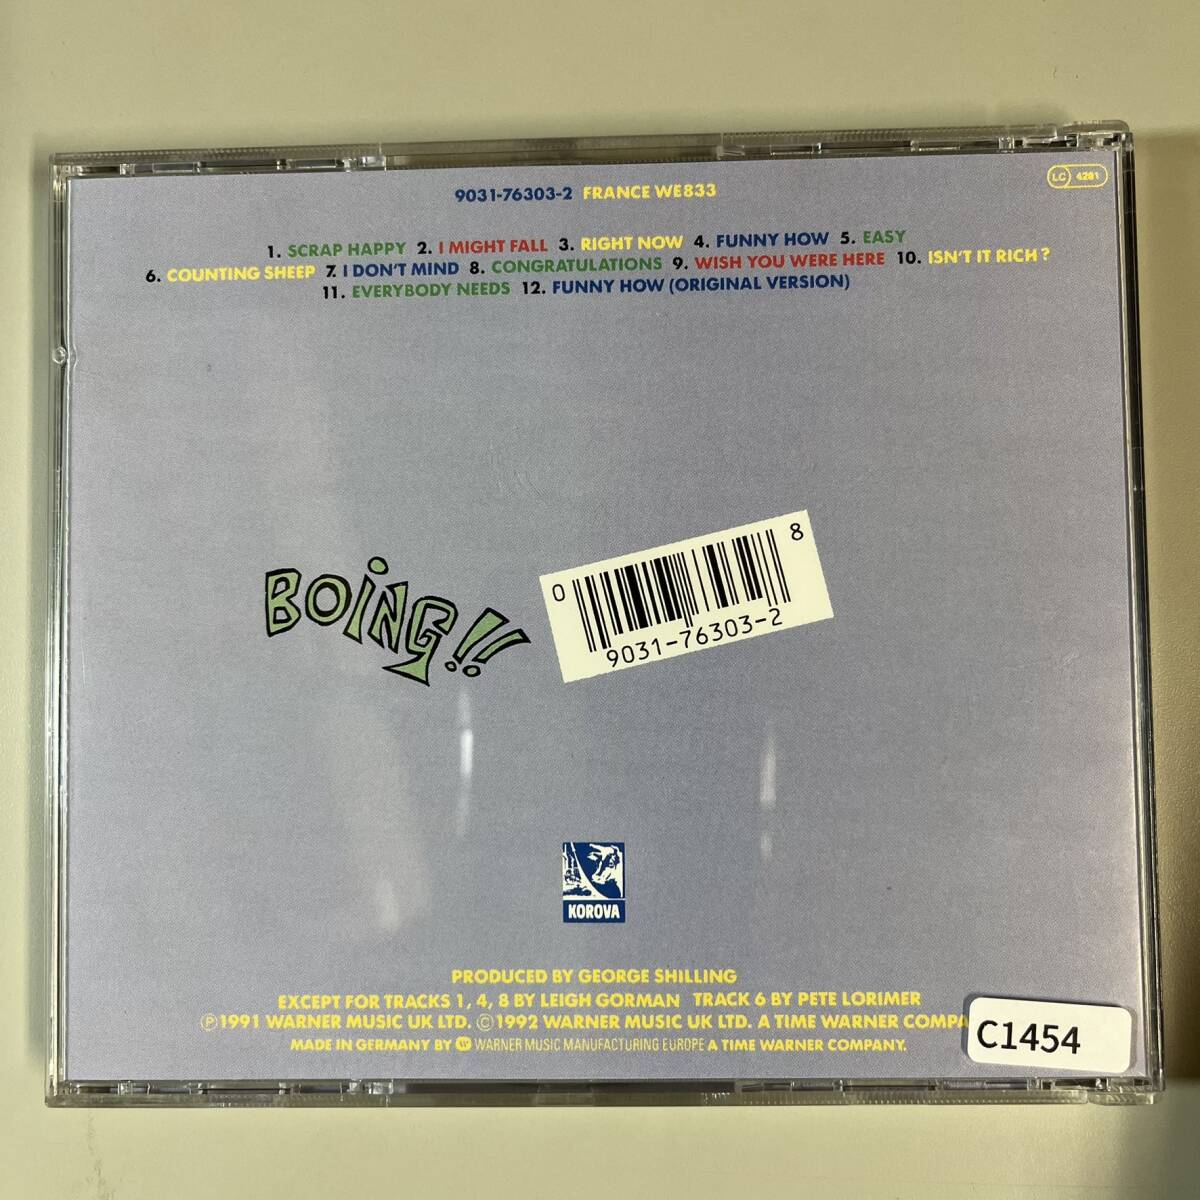 9031-76303-2 FRANCE WE833
LC 4281
1. SCRAP HAPPY 2. I MIGHT FALL 3. RIGHT NOW 4. FUNNY HOW 5. EASY
6. COUNTING SHEEP 7. I DON'T MIND 8. CONGRATULATIONS 9. WISH YOU WERE HERE 10. ISN'T IT RICH?
11. EVERYBODY NEEDS 12. FUNNY HOW (ORIGINAL VERSION)
BOING!!
0 9031-76303-2 8
KOROVA
PRODUCED BY GEORGE SHILLING
EXCEPT FOR TRACKS 1, 4, 8 BY LEIGH GORMAN TRACK 6 BY PETE LORIMER
Ⓟ1991 WARNER MUSIC UK LTD. ©1992 WARNER MUSIC UK LTD. A TIME WARNER COMPA
MADE IN GERMANY BY WARNER MUSIC MANUFACTURING EUROPE A TIME WARNER COMPANY.
C1454